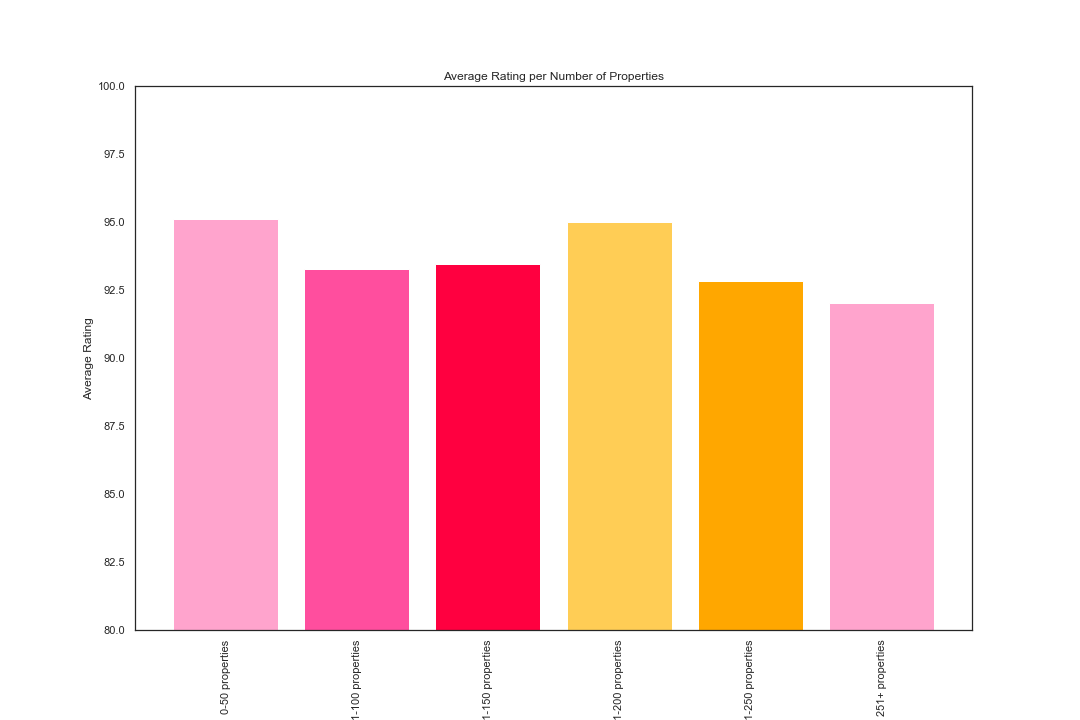 Average Rating per Number of Properties
100.0
97.5
95.0
92.5
90.0
87.5
85.0
82.5
80.0
Average Rating
0-50 properties
1-100 properties
1-150 properties
1-200 properties
1-250 properties
251+ properties